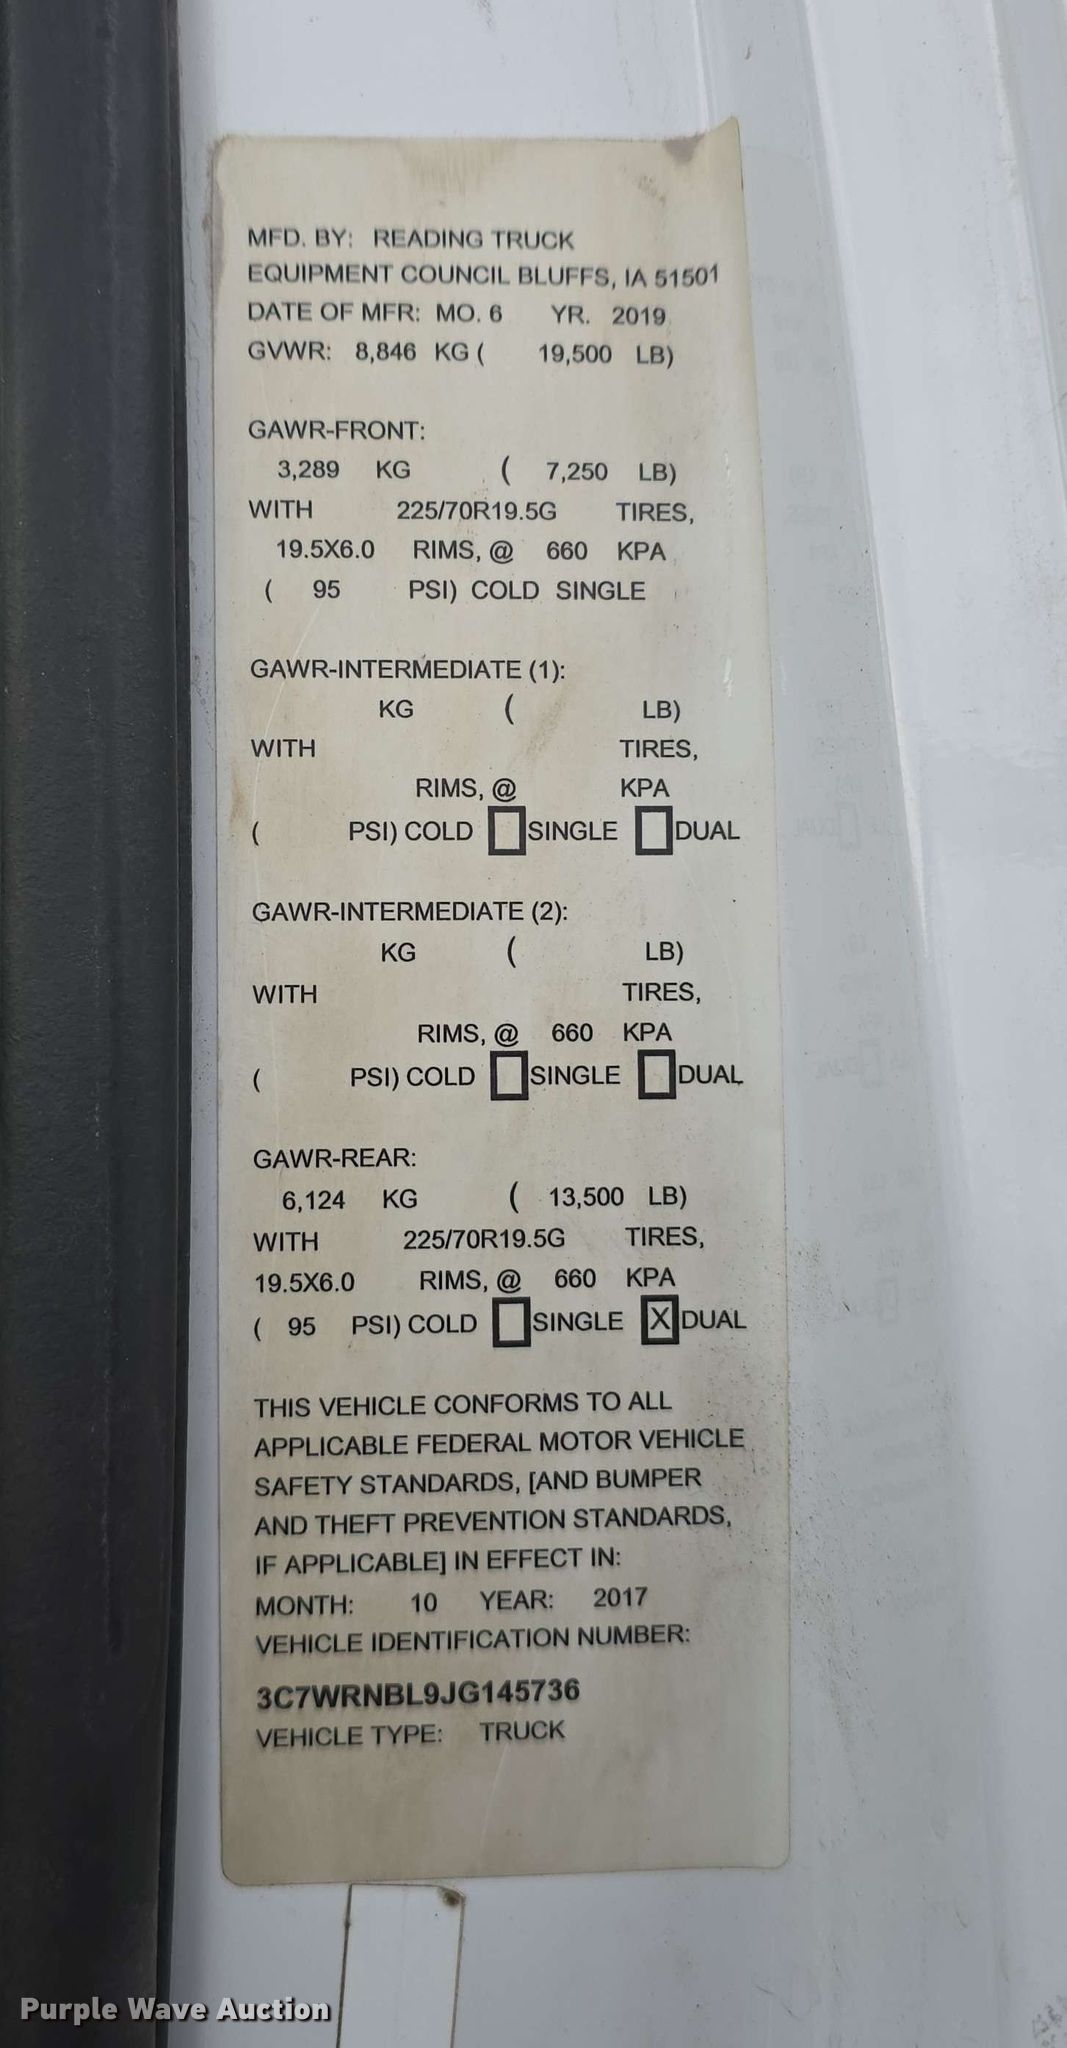 MFD. BY: READING TRUCK
EQUIPMENT COUNCIL BLUFFS, IA 51501
DATE OF MFR: MO. 6 YR. 2019
GVWR: 8,846 KG ( 19,500 LB)
GAWR-FRONT:
3,289 KG ( 7,250 LB)
WITH 225/70R19.5G TIRES,
19.5X6.0 RIMS, @ 660 KPA
( 95 PSI) COLD SINGLE
GAWR-INTERMEDIATE (1):
KG ( LB)
WITH TIRES,
RIMS, @ KPA
( PSI) COLD SINGLE DUAL
GAWR-INTERMEDIATE (2):
KG ( LB)
WITH TIRES,
RIMS, @ 660 KPA
( PSI) COLD SINGLE DUAL
GAWR-REAR:
6,124 KG ( 13,500 LB)
WITH 225/70R19.5G TIRES,
19.5X6.0 RIMS, @ 660 KPA
( 95 PSI) COLD SINGLE X DUAL
THIS VEHICLE CONFORMS TO ALL
APPLICABLE FEDERAL MOTOR VEHICLE
SAFETY STANDARDS, [AND BUMPER
AND THEFT PREVENTION STANDARDS,
IF APPLICABLE] IN EFFECT IN:
MONTH: 10 YEAR: 2017
VEHICLE IDENTIFICATION NUMBER:
3C7WRNBL9JG145736
VEHICLE TYPE: TRUCK
Purple Wave Auction